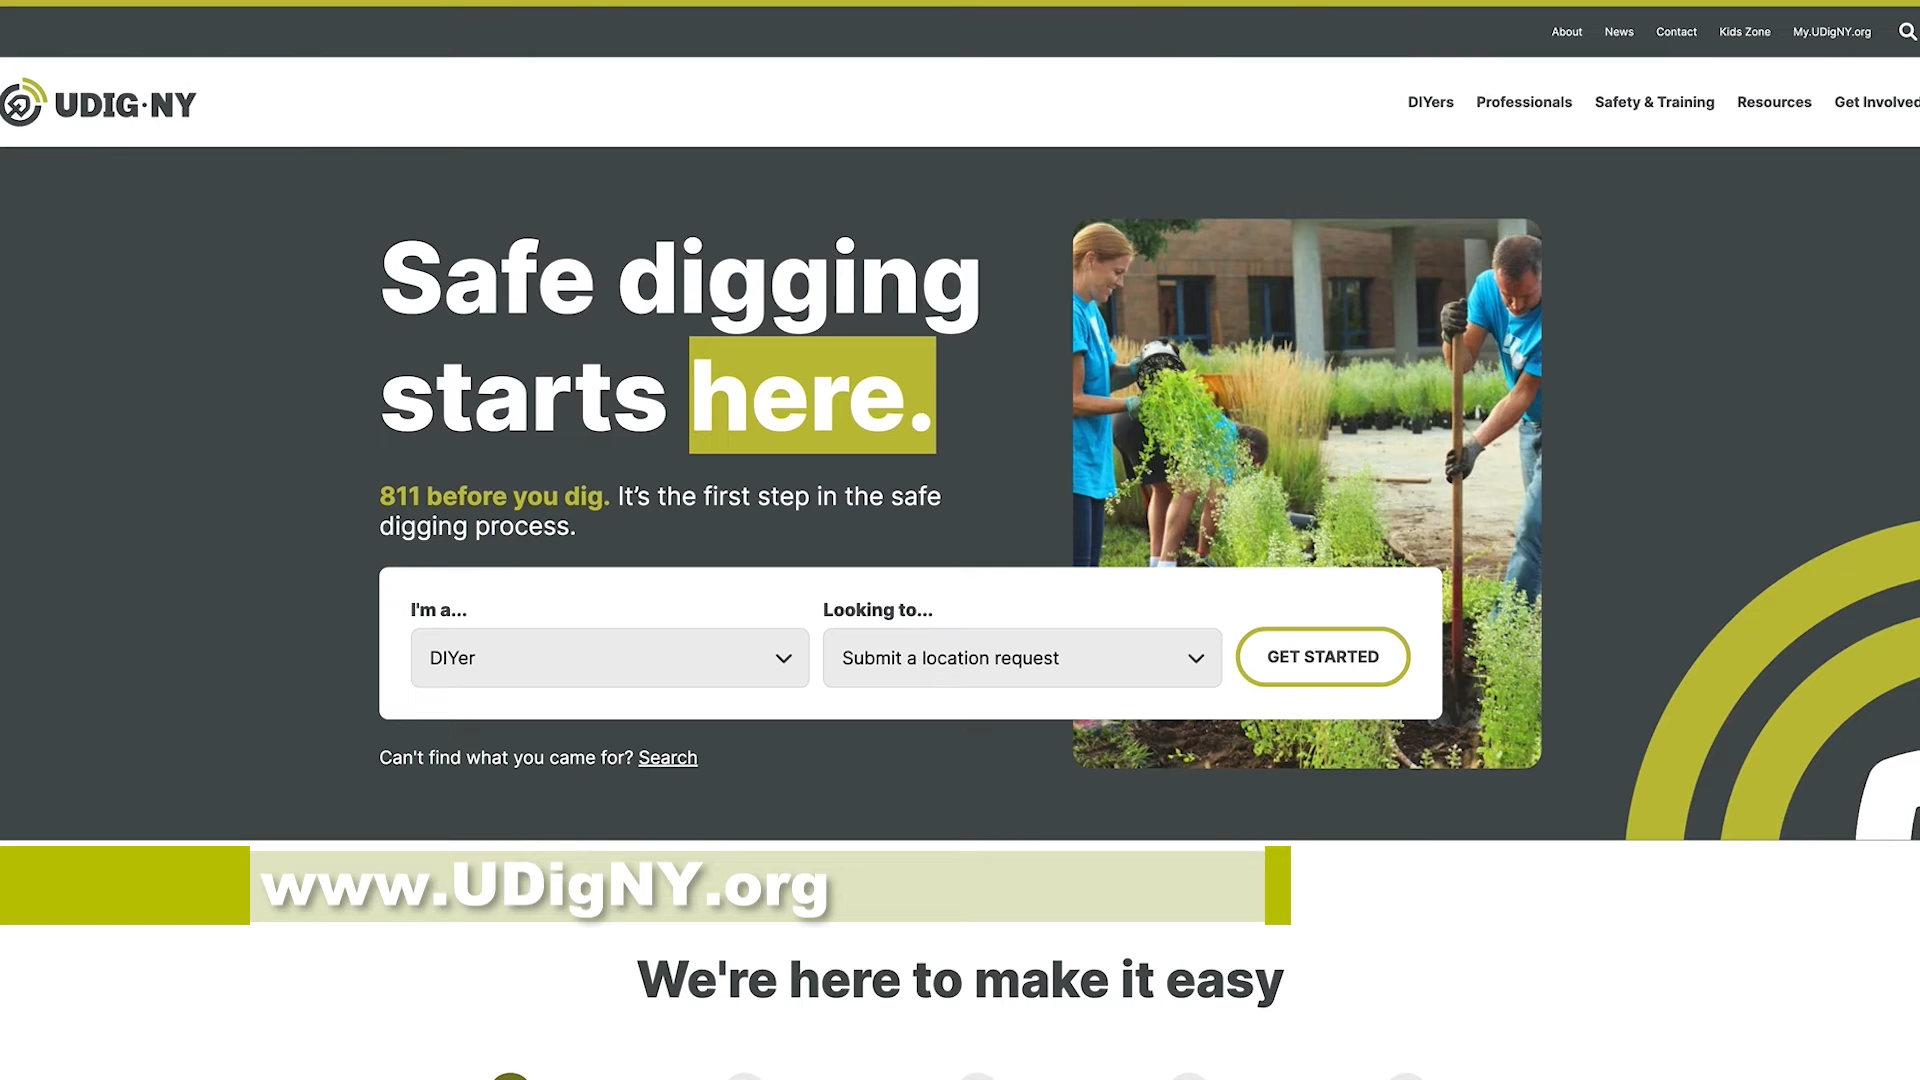 About News Contact Kids Zone My.UDigNY.org
UDIG·NY
DIYers Professionals Safety & Training Resources Get Involved
Safe digging
starts here.
811 before you dig. It’s the first step in the safe
digging process.
I'm a... Looking to...
DIYer Submit a location request GET STARTED
Can't find what you came for? Search
www.UDigNY.org
We're here to make it easy